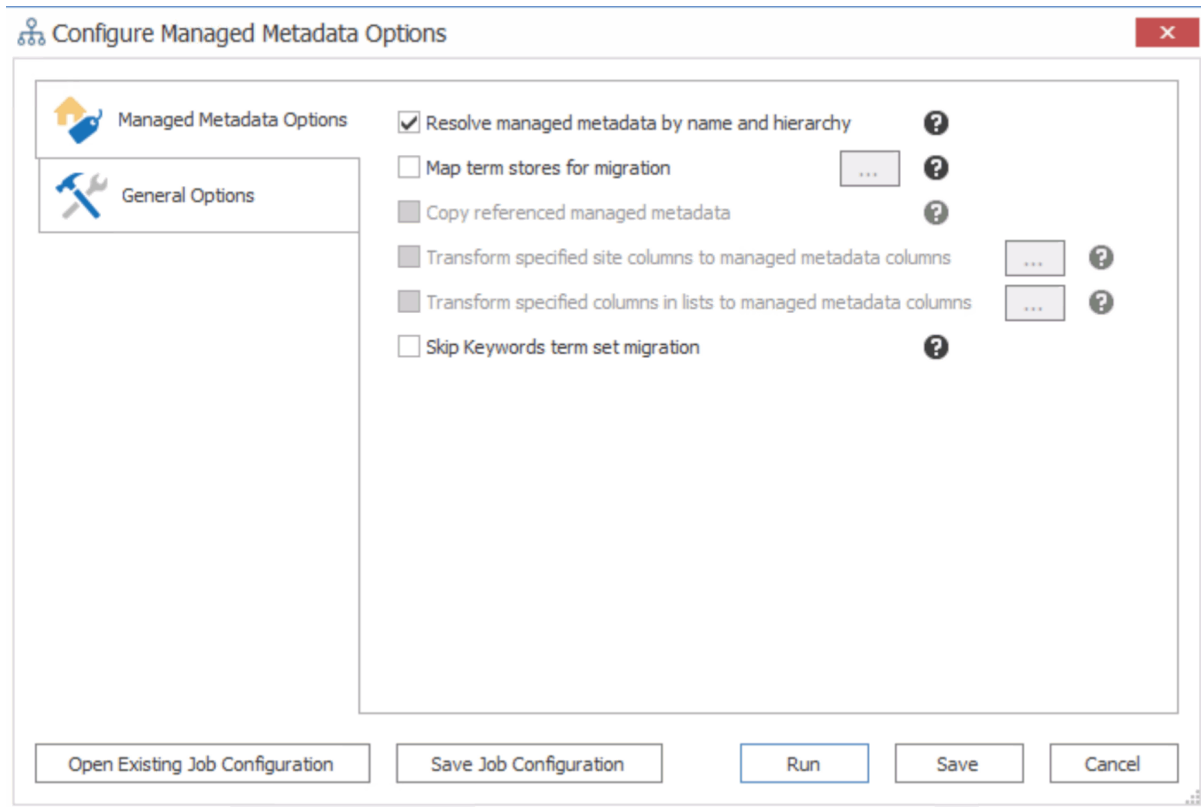 Configure Managed Metadata Options
Managed Metadata Options
General Options
Resolve managed metadata by name and hierarchy
Map term stores for migration ...
Copy referenced managed metadata
Transform specified site columns to managed metadata columns ...
Transform specified columns in lists to managed metadata columns ...
Skip Keywords term set migration
Open Existing Job Configuration Save Job Configuration Run Save Cancel